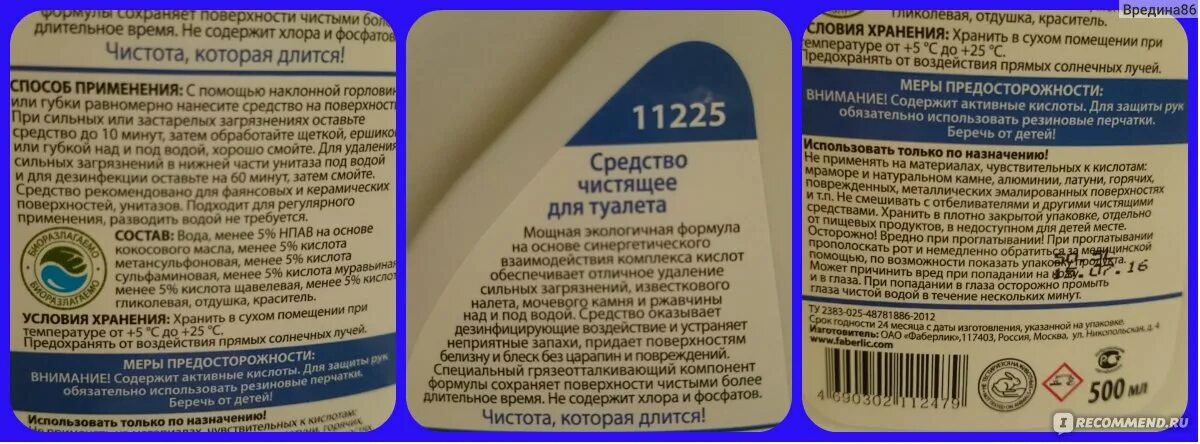 формулы сохраняет поверхности чистыми более
длительное время. Не содержит хлора и фосфатов.
Чистота, которая длится!
СПОСОБ ПРИМЕНЕНИЯ: С помощью наклонной горлови
или губки равномерно нанесите средство на поверхност
При сильных или застарелых загрязнениях оставьте
средство до 10 минут, затем обработайте щеткой, ершико
или губкой над и под водой, хорошо смойте. Для удалени
сильных загрязнений в нижней части унитаза под водой
и для дезинфекции оставьте на 60 минут, затем смойте.
Средство рекомендовано для фаянсовых и керамических
поверхностей, унитазов. Подходит для регулярного
применения, разводить водой не требуется.
БИОРАЗЛАГАЕМО
БИОРАЗЛАГАЕМО
СОСТАВ: Вода, менее 5% НПАВ на основе
кокосового масла, менее 5% кислота
метансульфоновая, менее 5% кислота
сульфаминовая, менее 5% кислота муравьиная
менее 5% кислота щавелевая, менее 5% кислот
гликолевая, отдушка, краситель.
УСЛОВИЯ ХРАНЕНИЯ: Хранить в сухом помещении при
температуре от +5 °С до +25 °С.
Предохранять от воздействия прямых солнечных лучей.
МЕРЫ ПРЕДОСТОРОЖНОСТИ:
ВНИМАНИЕ! Содержит активные кислоты. Для защиты рук
обязательно использовать резиновые перчатки.
Беречь от детей!
Использовать только по назначению!
11225
Средство
чистящее
для туалета
Мощная экологичная формула
на основе синергетического
взаимодействия комплекса кислот
обеспечивает отличное удаление
сильных загрязнений, известкового
налета, мочевого камня и ржавчины
над и под водой. Средство оказывает
дезинфицирующие воздействие и устраняет
неприятные запахи, придает поверхностям
белизну и блеск без царапин и повреждений.
Специальный грязеотталкивающий компонент
формулы сохраняет поверхности чистыми более
длительное время. Не содержит хлора и фосфатов.
Чистота, которая длится!
Вредина86
гликолевая, отдушка, краситель.
СЛОВИЯ ХРАНЕНИЯ: Хранить в сухом помещении при
температуре от +5 °С до +25 °С.
Предохранять от воздействия прямых солнечных лучей.
МЕРЫ ПРЕДОСТОРОЖНОСТИ:
ВНИМАНИЕ! Содержит активные кислоты. Для защиты рук
обязательно использовать резиновые перчатки.
Беречь от детей!
Использовать только по назначению!
Не применять на материалах, чувствительных к кислотам:
мраморе и натуральном камне, алюминии, латуни, горячих,
поврежденных, металлических эмалированных поверхностях
и т.п. Не смешивать с отбеливателями и другими чистящими
средствами. Хранить в плотно закрытой упаковке, отдельно
от пищевых продуктов, в недоступном для детей месте.
Осторожно! Вредно при проглатывании! При проглатывании
прополоскать рот и немедленно обратиться за медицинской
помощью, по возможности показать упаковку продукта.
Может причинить вред при попадании на кожу
и в глаза. При попадании в глаза осторожно промыть
глаза чистой водой в течение нескольких минут.
ТУ 2383-025-48781886-2012
Срок годности 24 месяца с даты изготовления, указанной на упаковке.
Изготовитель: ОАО «Фаберлик»,117403, Россия, Москва, ул. Никопольская, д. 4
www.faberlic.com
4 690302 112479
500 мл
IRECOMMEND.RU